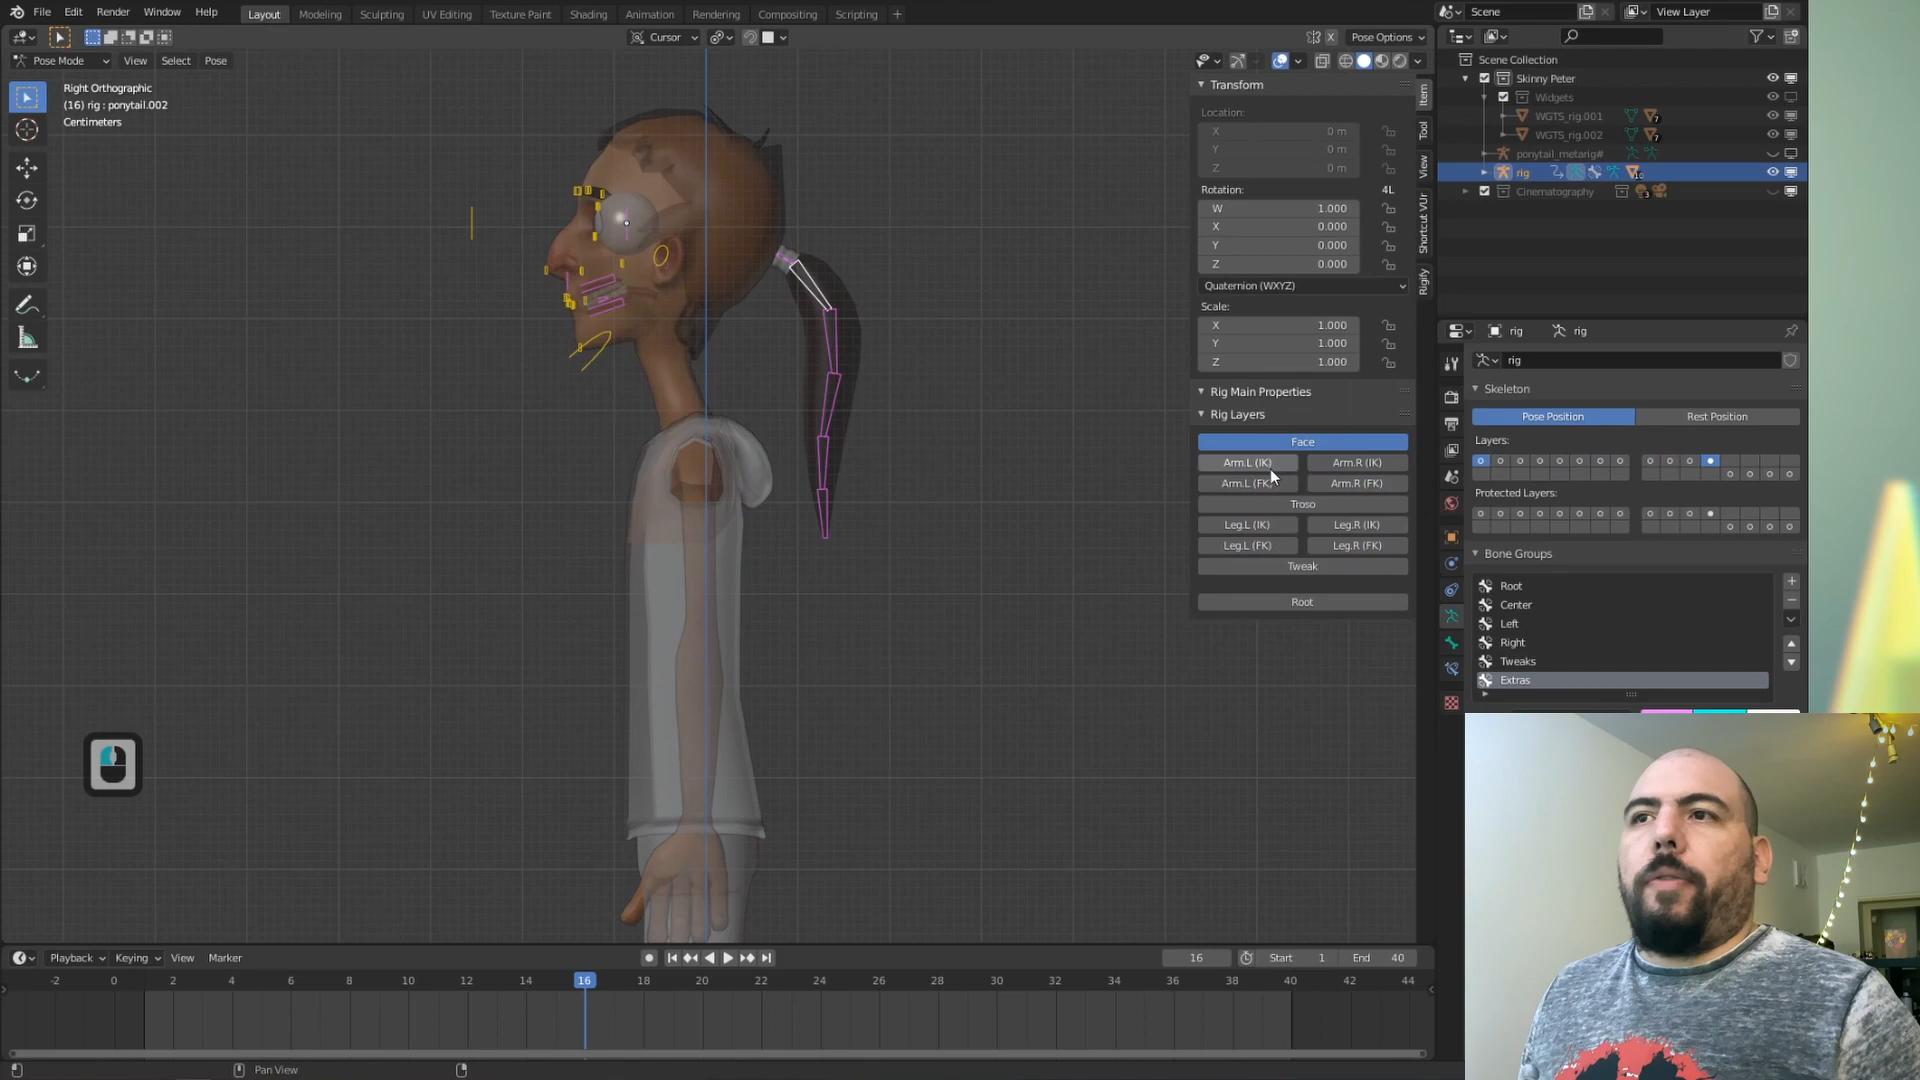 File Edit Render Window Help Layout Modeling Sculpting UV Editing Texture Paint Shading Animation Rendering Compositing Scripting + Scene View Layer
Cursor X Pose Options
Pose Mode View Select Pose
Right Orthographic
(16) rig : ponytail.002
Centimeters
Transform
Location:
X 0 m
Y 0 m
Z 0 m
Rotation: 4L
W 1.000
X 0.000
Y 0.000
Z 0.000
Quaternion (WXYZ)
Scale:
X 1.000
Y 1.000
Z 1.000
Rig Main Properties
Rig Layers
Face
Arm.L (IK) Arm.R (IK)
Arm.L (FK) Arm.R (FK)
Troso
Leg.L (IK) Leg.R (IK)
Leg.L (FK) Leg.R (FK)
Tweak
Root
Item
Tool
View
Shortcut VUr
Rigify
Scene Collection
Skinny Peter
Widgets
WGTS_rig.001 7
WGTS_rig.002 7
ponytail_metarig#
rig 10
Cinematography 3
rig rig
rig
Skeleton
Pose Position Rest Position
Layers:
Protected Layers:
Bone Groups
Root
Center
Left
Right
Tweaks
Extras
Playback Keying View Marker 16 Start 1 End 40
-2 0 2 4 6 8 10 12 14 16 18 20 22 24 26 28 30 32 34 36 38 40 42 44
Pan View